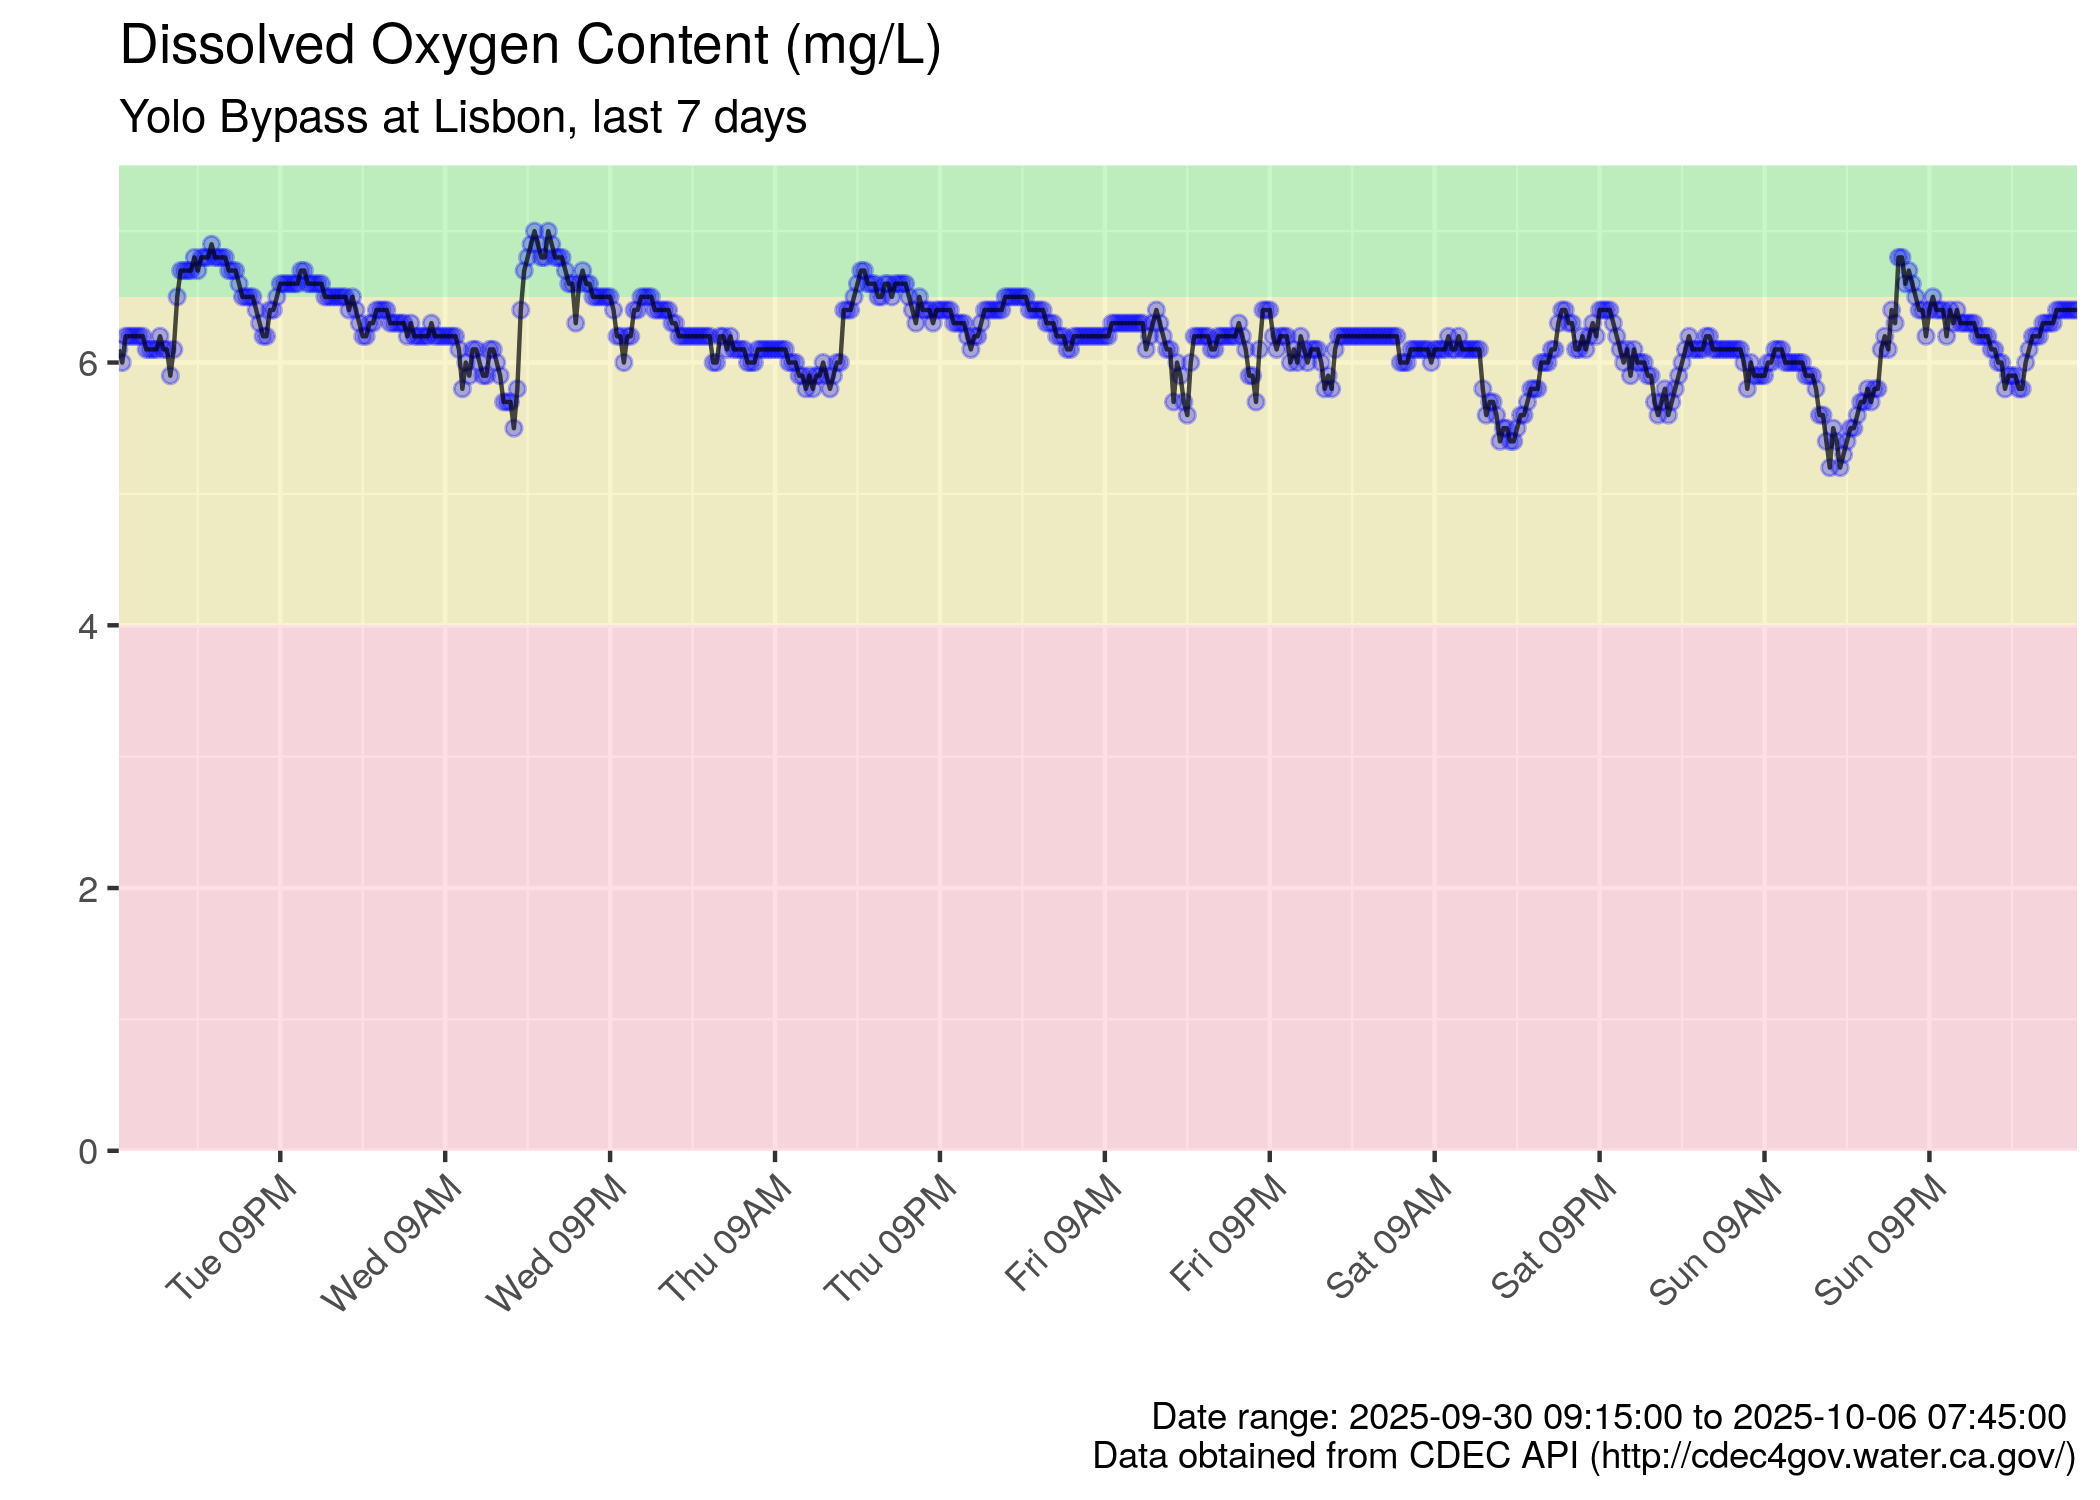 Dissolved Oxygen Content (mg/L)
Yolo Bypass at Lisbon, last 7 days
6
4
2
0
Tue 09PM
Wed 09AM
Wed 09PM
Thu 09AM
Thu 09PM
Fri 09AM
Fri 09PM
Sat 09AM
Sat 09PM
Sun 09AM
Sun 09PM
Date range: 2025-09-30 09:15:00 to 2025-10-06 07:45:00
Data obtained from CDEC API (http://cdec4gov.water.ca.gov/)